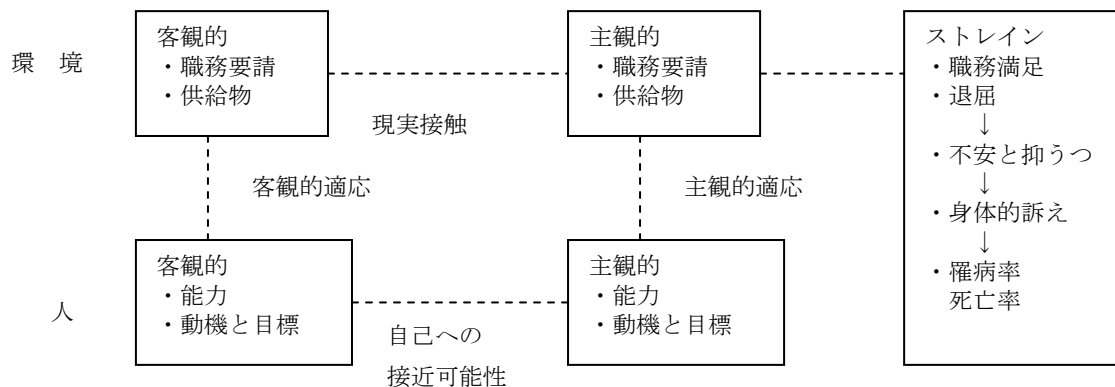 環　境
客観的
・職務要請
・供給物
現実接触
主観的
・職務要請
・供給物
ストレイン
・職務満足
・退屈
↓
・不安と抑うつ
↓
・身体的訴え
↓
・罹病率
死亡率
客観的適応
主観的適応
人
客観的
・能力
・動機と目標
自己への
接近可能性
主観的
・能力
・動機と目標